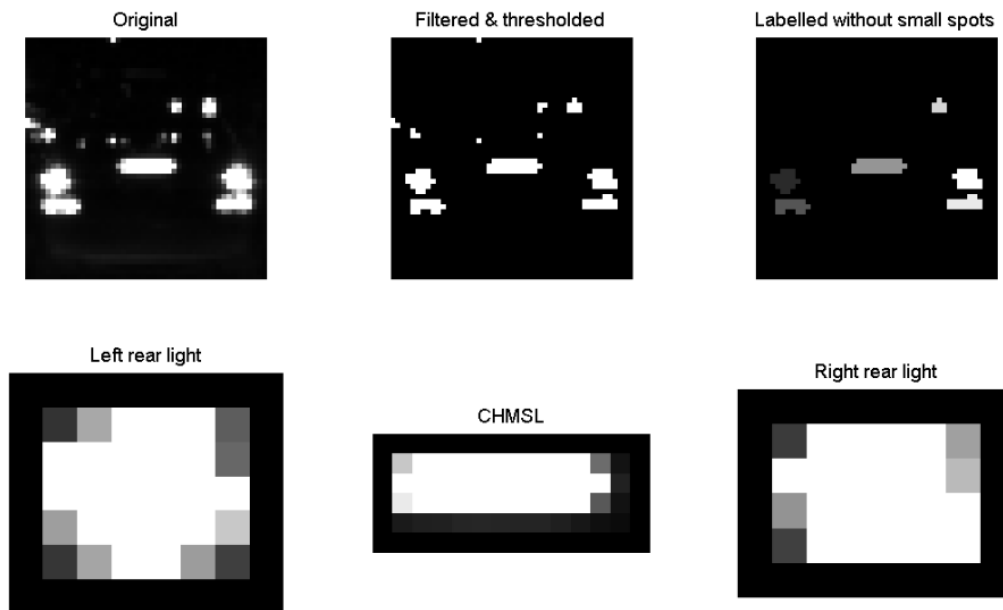 Original
Filtered & thresholded
Labelled without small spots
Left rear light
CHMSL
Right rear light